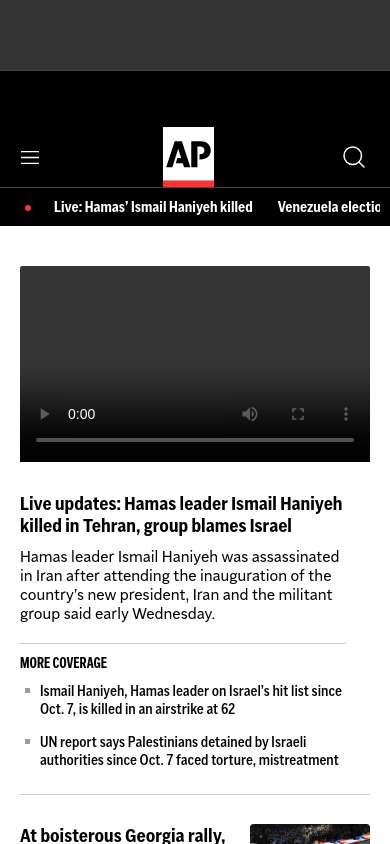 AP
Live: Hamas’ Ismail Haniyeh killed
Venezuela electio
0:00
Live updates: Hamas leader Ismail Haniyeh
killed in Tehran, group blames Israel
Hamas leader Ismail Haniyeh was assassinated
in Iran after attending the inauguration of the
country’s new president, Iran and the militant
group said early Wednesday.
MORE COVERAGE
Ismail Haniyeh, Hamas leader on Israel’s hit list since
Oct. 7, is killed in an airstrike at 62
UN report says Palestinians detained by Israeli
authorities since Oct. 7 faced torture, mistreatment
At boisterous Georgia rally,